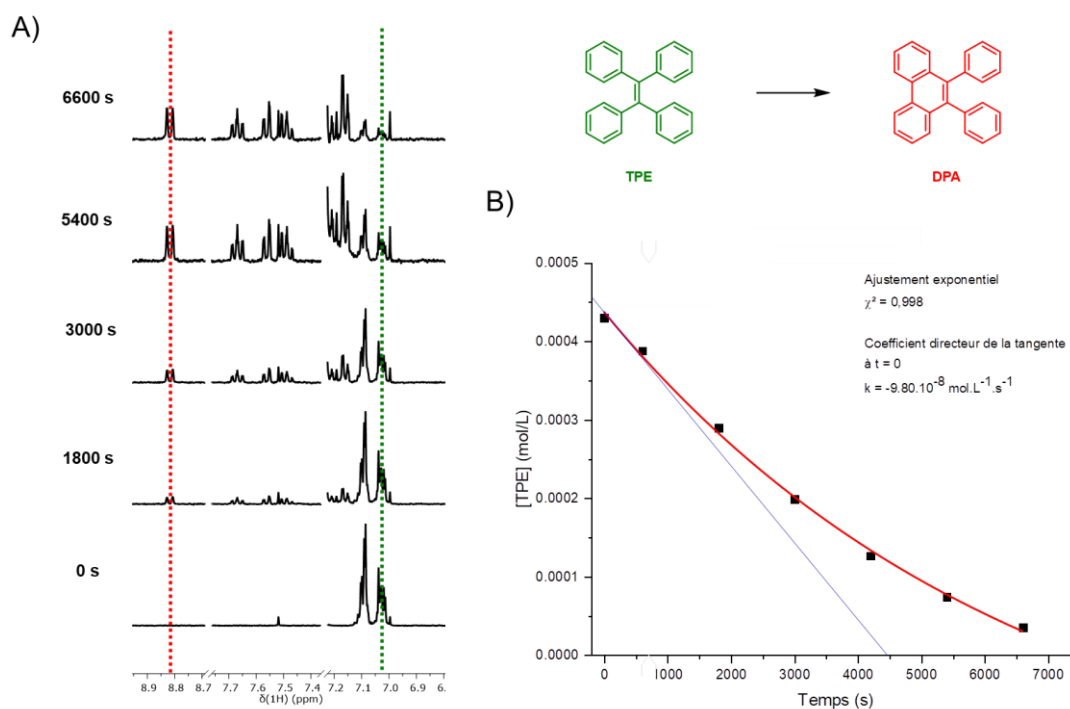 A)
6600 s
5400 s
3000 s
1800 s
0 s
8.9 8.8 8.7 7.7 7.6 7.5 7.4 7.2 7.1 7.0 6.
δ(1H) (ppm)
TPE
DPA
B)
0.0005
0.0004
0.0003
0.0002
0.0001
0.0000
[TPE] (mol/L)
Ajustement exponentiel
χ² = 0,998
Coefficient directeur de la tangente
à t = 0
k = -9.80.10⁻⁸ mol.L⁻¹.s⁻¹
0 1000 2000 3000 4000 5000 6000 7000
Temps (s)